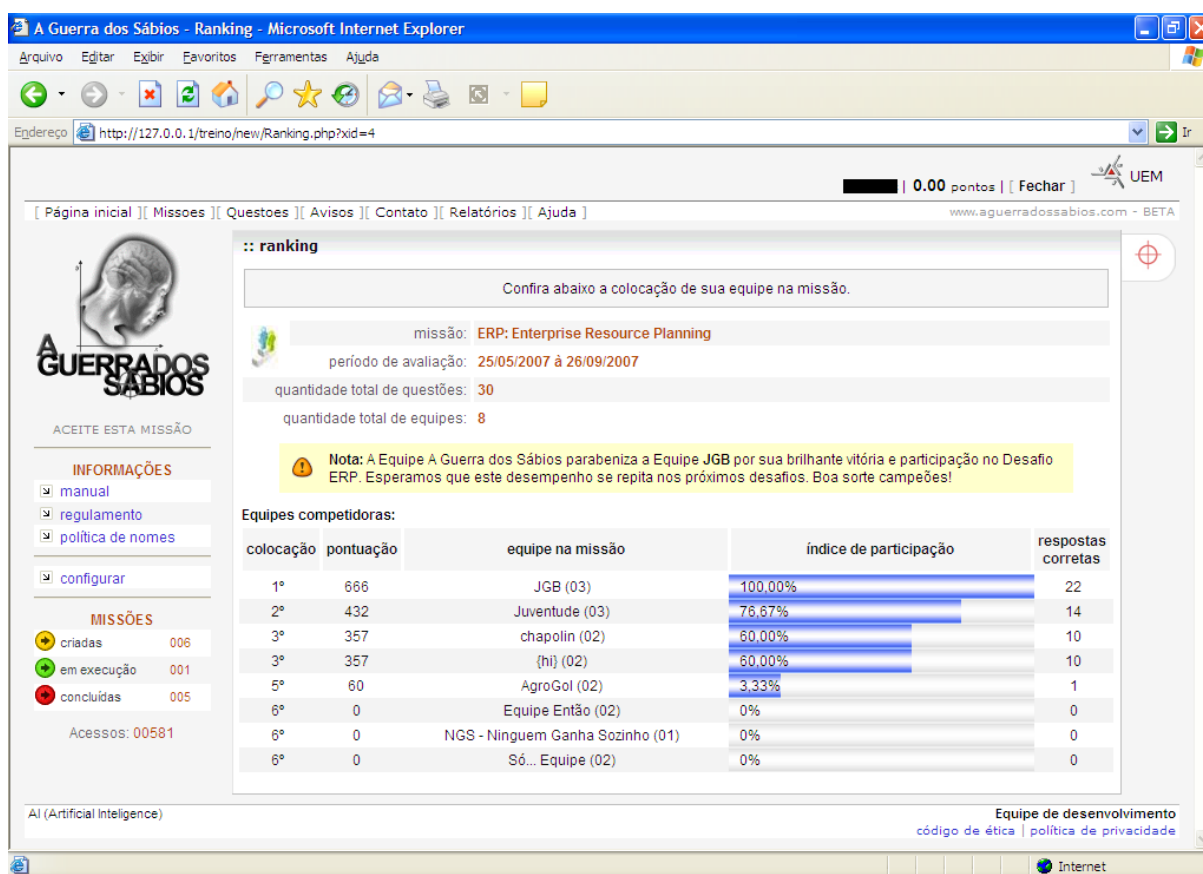 A Guerra dos Sábios - Ranking - Microsoft Internet Explorer
Arquivo Editar Exibir Favoritos Ferramentas Ajuda
Endereço http://127.0.0.1/treino/new/Ranking.php?xid=4 Ir
| 0.00 pontos | [ Fechar ] UEM
[ Página inicial ][ Missoes ][ Questoes ][ Avisos ][ Contato ][ Relatórios ][ Ajuda ] www.aguerradossabios.com - BETA
A GUERRA DOS SÁBIOS
ACEITE ESTA MISSÃO
INFORMAÇÕES
manual
regulamento
política de nomes
configurar
MISSÕES
criadas 006
em execução 001
concluídas 005
Acessos: 00581
:: ranking
Confira abaixo a colocação de sua equipe na missão.
missão: ERP: Enterprise Resource Planning
período de avaliação: 25/05/2007 à 26/09/2007
quantidade total de questões: 30
quantidade total de equipes: 8
Nota: A Equipe A Guerra dos Sábios parabeniza a Equipe JGB por sua brilhante vitória e participação no Desafio
ERP. Esperamos que este desempenho se repita nos próximos desafios. Boa sorte campeões!
Equipes competidoras:
colocação pontuação equipe na missão índice de participação respostas corretas
1º 666 JGB (03) 100,00% 22
2º 432 Juventude (03) 76,67% 14
3º 357 chapolin (02) 60,00% 10
3º 357 {hi} (02) 60,00% 10
5º 60 AgroGol (02) 3,33% 1
6º 0 Equipe Então (02) 0% 0
6º 0 NGS - Ninguem Ganha Sozinho (01) 0% 0
6º 0 Só... Equipe (02) 0% 0
AI (Artificial Inteligence) Equipe de desenvolvimento
código de ética | política de privacidade
Internet